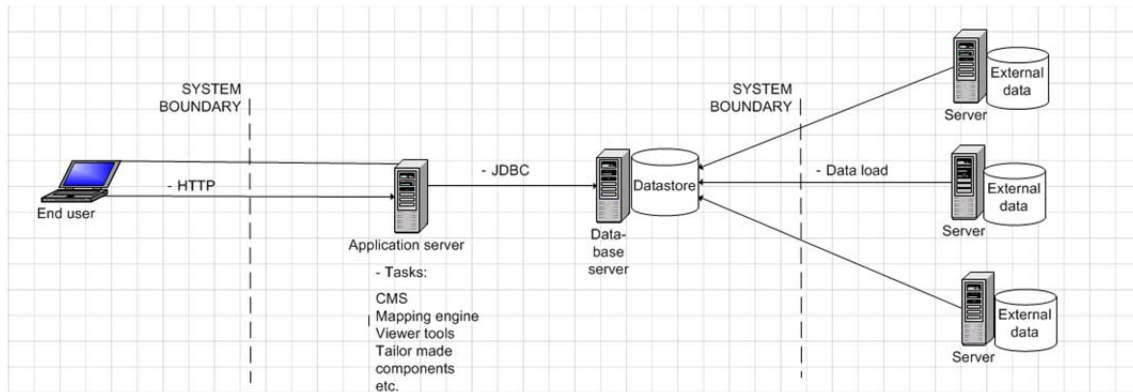 SYSTEM
BOUNDARY
- HTTP
End user
Application server
- Tasks:
CMS
Mapping engine
Viewer tools
Tailor made
components
etc.
- JDBC
Datastore
Data-
base
server
SYSTEM
BOUNDARY
- Data load
External
data
Server
External
data
Server
External
data
Server